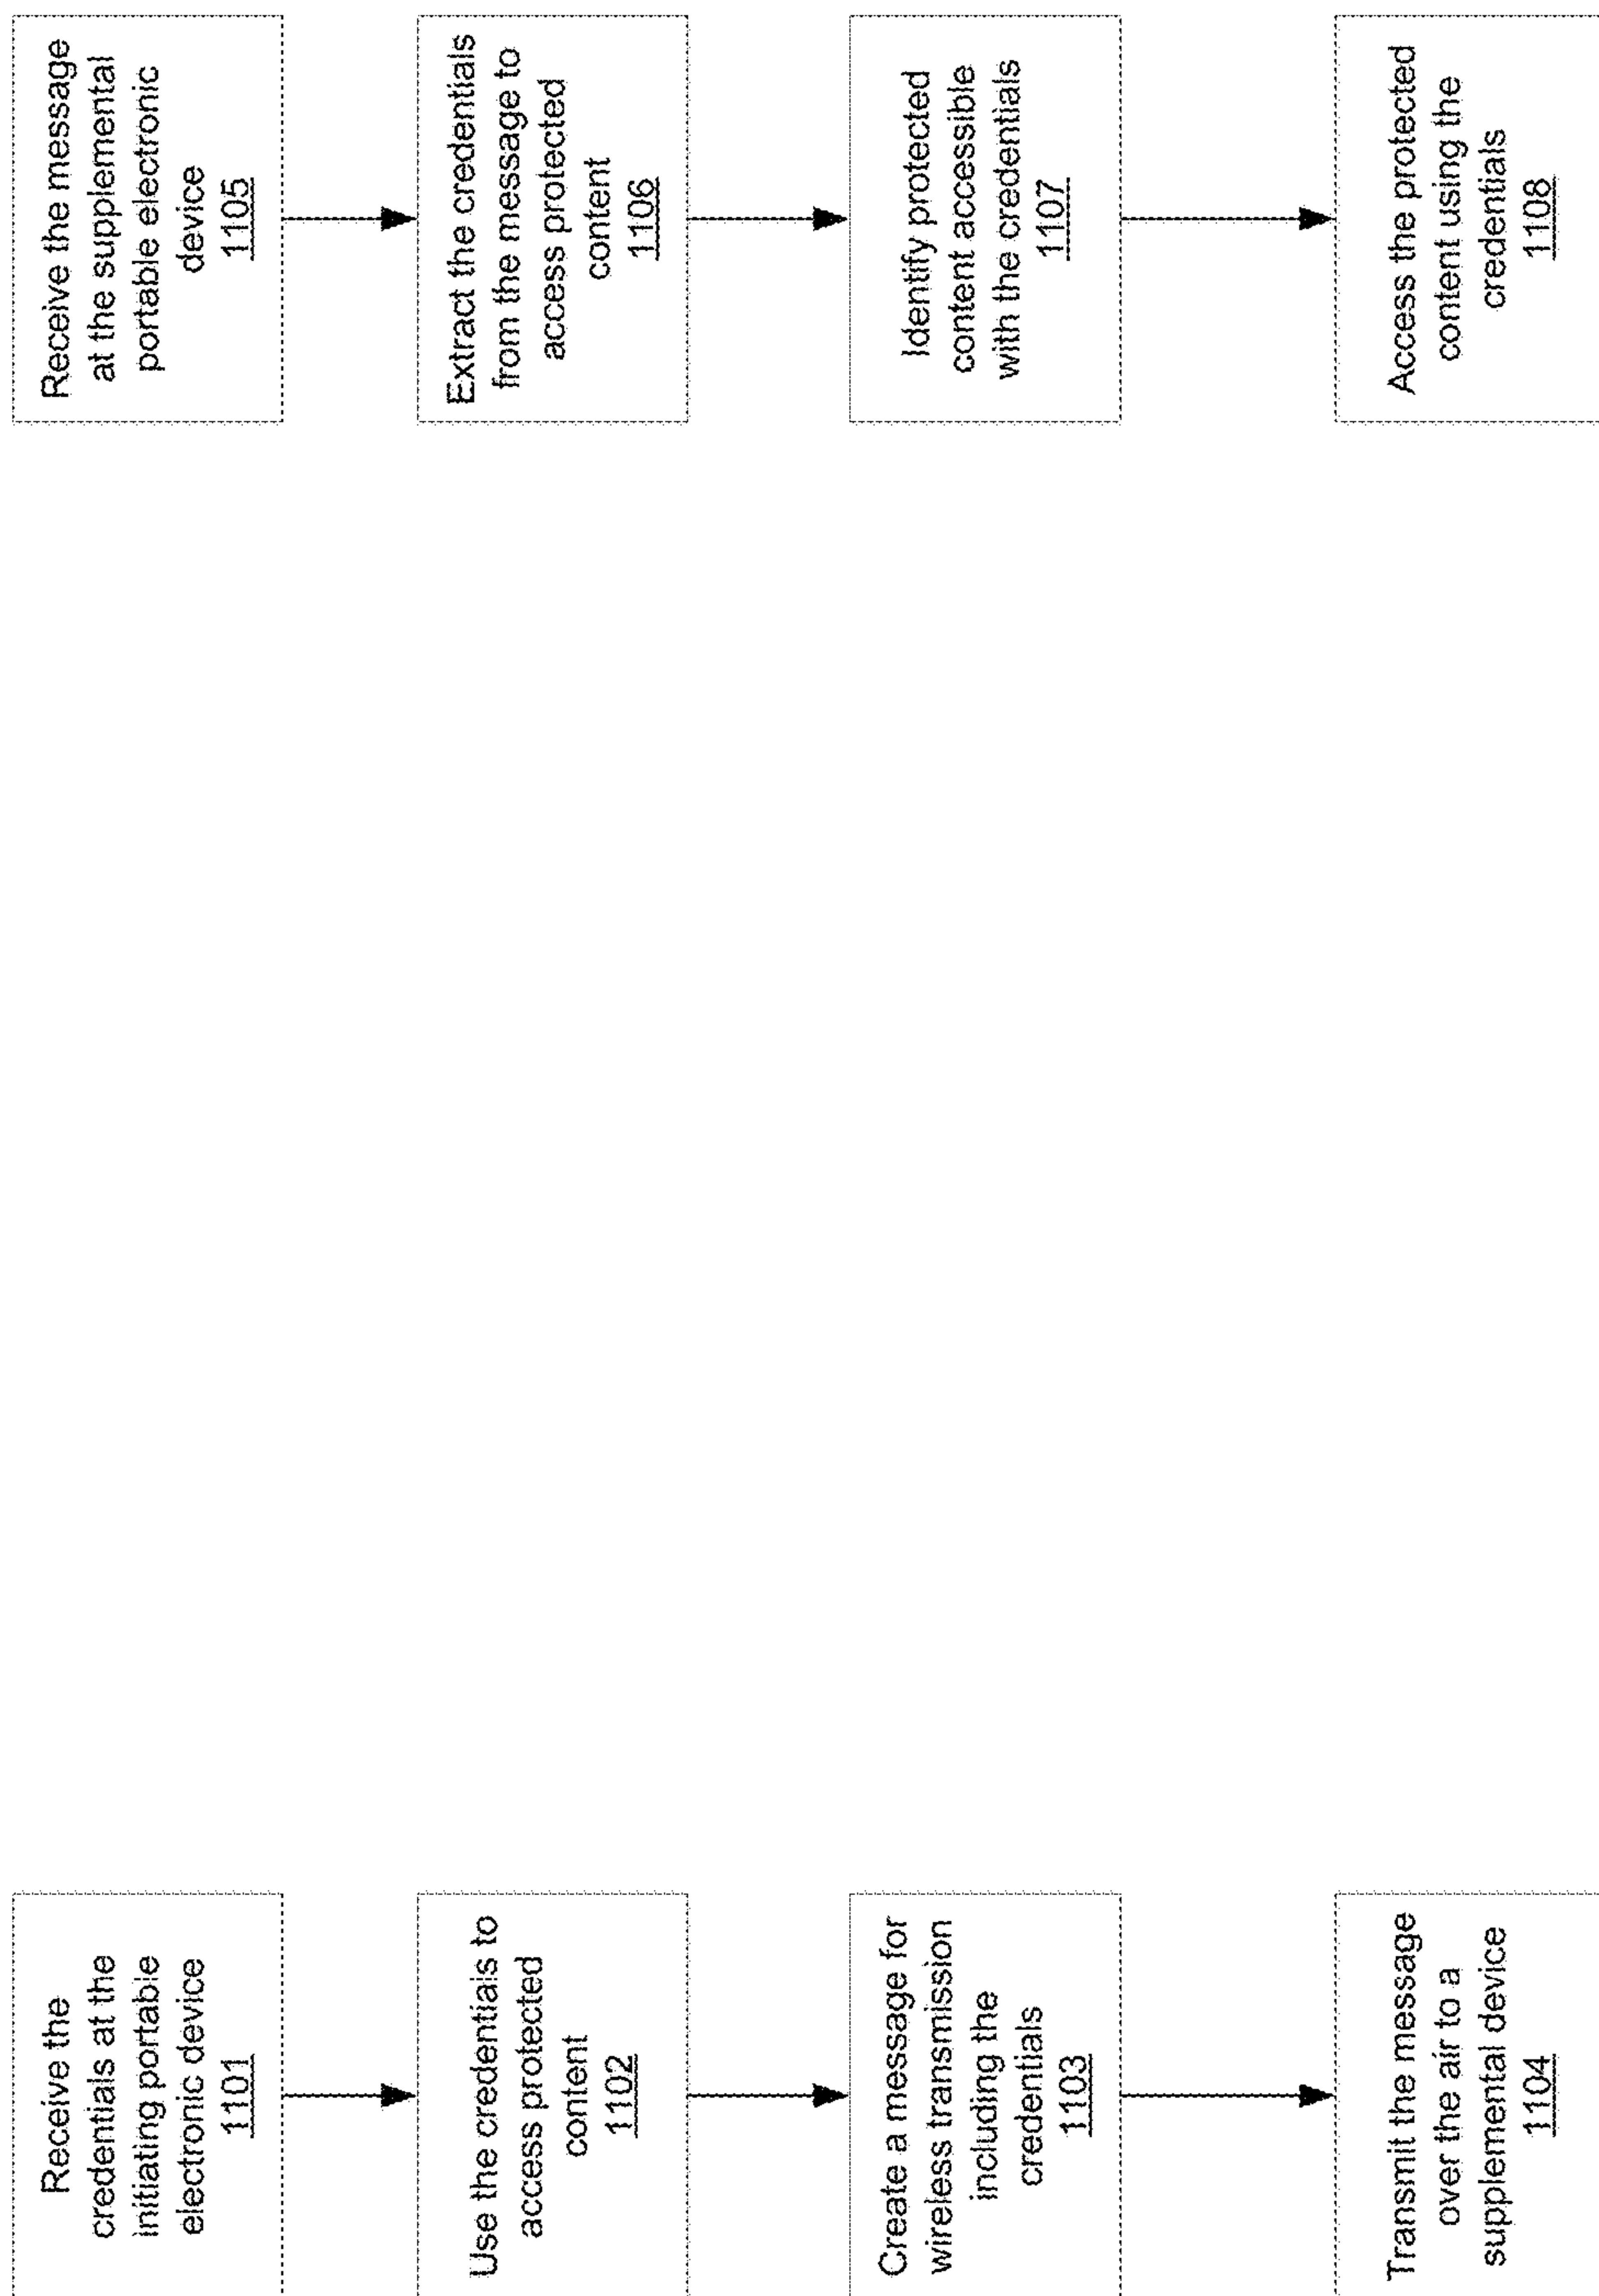 Receive the
credentials at the
initiating portable
electronic device
1101
Use the credentials to
access protected
content
1102
Create a message for
wireless transmission
including the
credentials
1103
Transmit the message
over the air to a
supplemental device
1104
Receive the message
at the supplemental
portable electronic
device
1105
Extract the credentials
from the message to
access protected
content
1106
Identify protected
content accessible
with the credentials
1107
Access the protected
content using the
credentials
1108